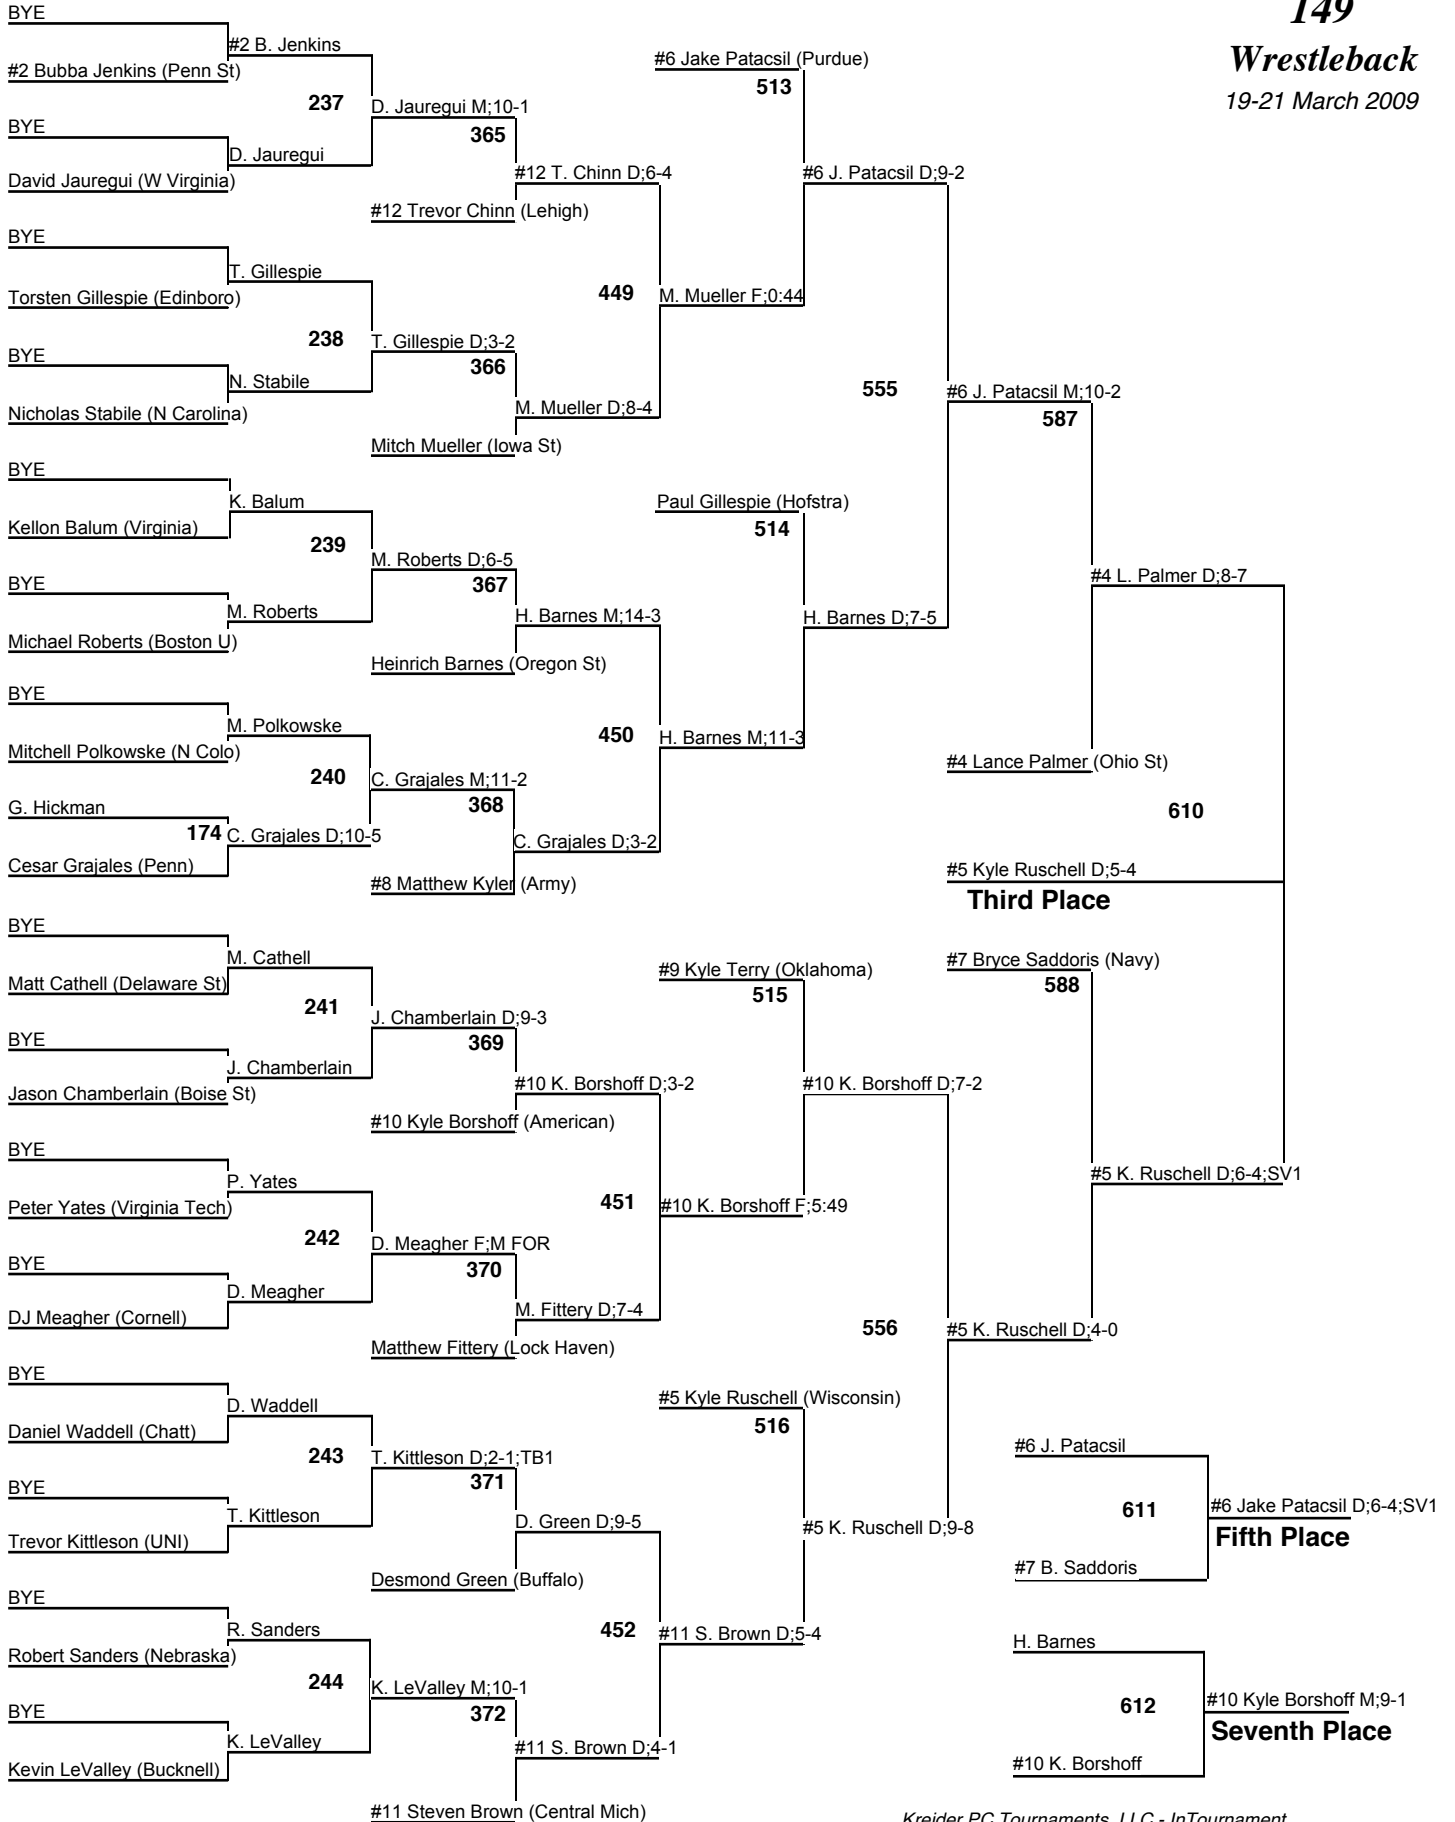 149
Wrestleback
19-21 March 2009
BYE
#2 B. Jenkins
#2 Bubba Jenkins (Penn St)
237
D. Jauregui M;10-1
365
BYE
D. Jauregui
David Jauregui (W Virginia)
#12 T. Chinn D;6-4
#12 Trevor Chinn (Lehigh)
BYE
T. Gillespie
Torsten Gillespie (Edinboro)
449
M. Mueller F;0:44
238
T. Gillespie D;3-2
366
BYE
N. Stabile
Nicholas Stabile (N Carolina)
M. Mueller D;8-4
Mitch Mueller (Iowa St)
#6 Jake Patacsil (Purdue)
513
#6 J. Patacsil D;9-2
555
#6 J. Patacsil M;10-2
587
BYE
K. Balum
Kellon Balum (Virginia)
239
M. Roberts D;6-5
367
BYE
M. Roberts
Michael Roberts (Boston U)
H. Barnes M;14-3
Heinrich Barnes (Oregon St)
Paul Gillespie (Hofstra)
514
H. Barnes D;7-5
#4 L. Palmer D;8-7
BYE
M. Polkowske
Mitchell Polkowske (N Colo)
450
H. Barnes M;11-3
240
C. Grajales M;11-2
368
G. Hickman
174
C. Grajales D;10-5
Cesar Grajales (Penn)
C. Grajales D;3-2
#8 Matthew Kyler (Army)
#4 Lance Palmer (Ohio St)
610
#5 Kyle Ruschell D;5-4
Third Place
BYE
M. Cathell
Matt Cathell (Delaware St)
241
J. Chamberlain D;9-3
369
BYE
J. Chamberlain
Jason Chamberlain (Boise St)
#10 K. Borshoff D;3-2
#10 Kyle Borshoff (American)
#9 Kyle Terry (Oklahoma)
515
#10 K. Borshoff D;7-2
#7 Bryce Saddoris (Navy)
588
#5 K. Ruschell D;6-4;SV1
BYE
P. Yates
Peter Yates (Virginia Tech)
451
#10 K. Borshoff F;5:49
242
D. Meagher F;M FOR
370
BYE
D. Meagher
DJ Meagher (Cornell)
M. Fittery D;7-4
Matthew Fittery (Lock Haven)
556
#5 K. Ruschell D;4-0
BYE
D. Waddell
Daniel Waddell (Chatt)
243
T. Kittleson D;2-1;TB1
371
BYE
T. Kittleson
Trevor Kittleson (UNI)
D. Green D;9-5
Desmond Green (Buffalo)
#5 Kyle Ruschell (Wisconsin)
516
#5 K. Ruschell D;9-8
#6 J. Patacsil
611
#6 Jake Patacsil D;6-4;SV1
Fifth Place
#7 B. Saddoris
BYE
R. Sanders
Robert Sanders (Nebraska)
452
#11 S. Brown D;5-4
244
K. LeValley M;10-1
372
BYE
K. LeValley
Kevin LeValley (Bucknell)
#11 S. Brown D;4-1
#11 Steven Brown (Central Mich)
H. Barnes
612
#10 Kyle Borshoff M;9-1
Seventh Place
#10 K. Borshoff
Kreider PC Tournaments, LLC - InTournament